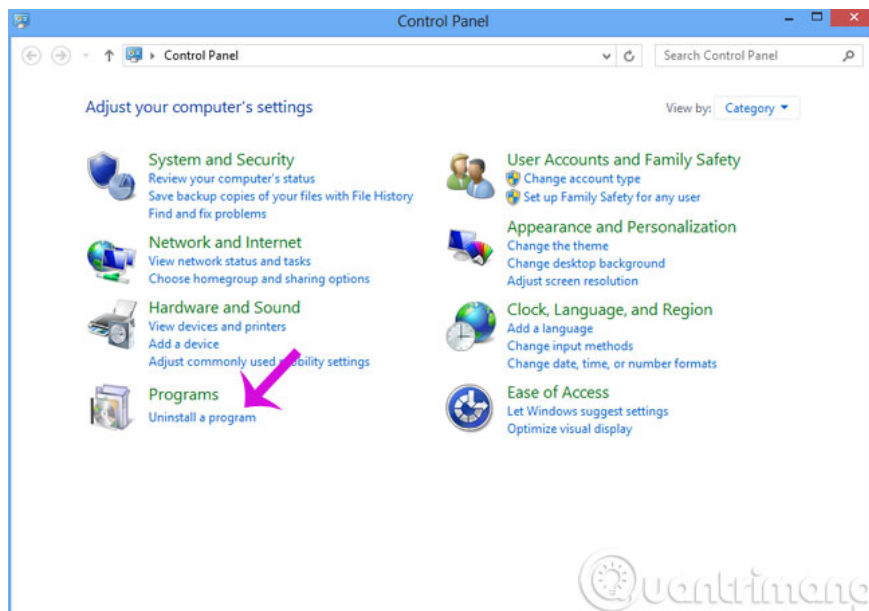 Control Panel
Control Panel
Search Control Panel
Adjust your computer's settings
View by: Category
System and Security
Review your computer's status
Save backup copies of your files with File History
Find and fix problems
Network and Internet
View network status and tasks
Choose homegroup and sharing options
Hardware and Sound
View devices and printers
Add a device
Adjust commonly used mobility settings
Programs
Uninstall a program
User Accounts and Family Safety
Change account type
Set up Family Safety for any user
Appearance and Personalization
Change the theme
Change desktop background
Adjust screen resolution
Clock, Language, and Region
Add a language
Change input methods
Change date, time, or number formats
Ease of Access
Let Windows suggest settings
Optimize visual display
Quantrimang